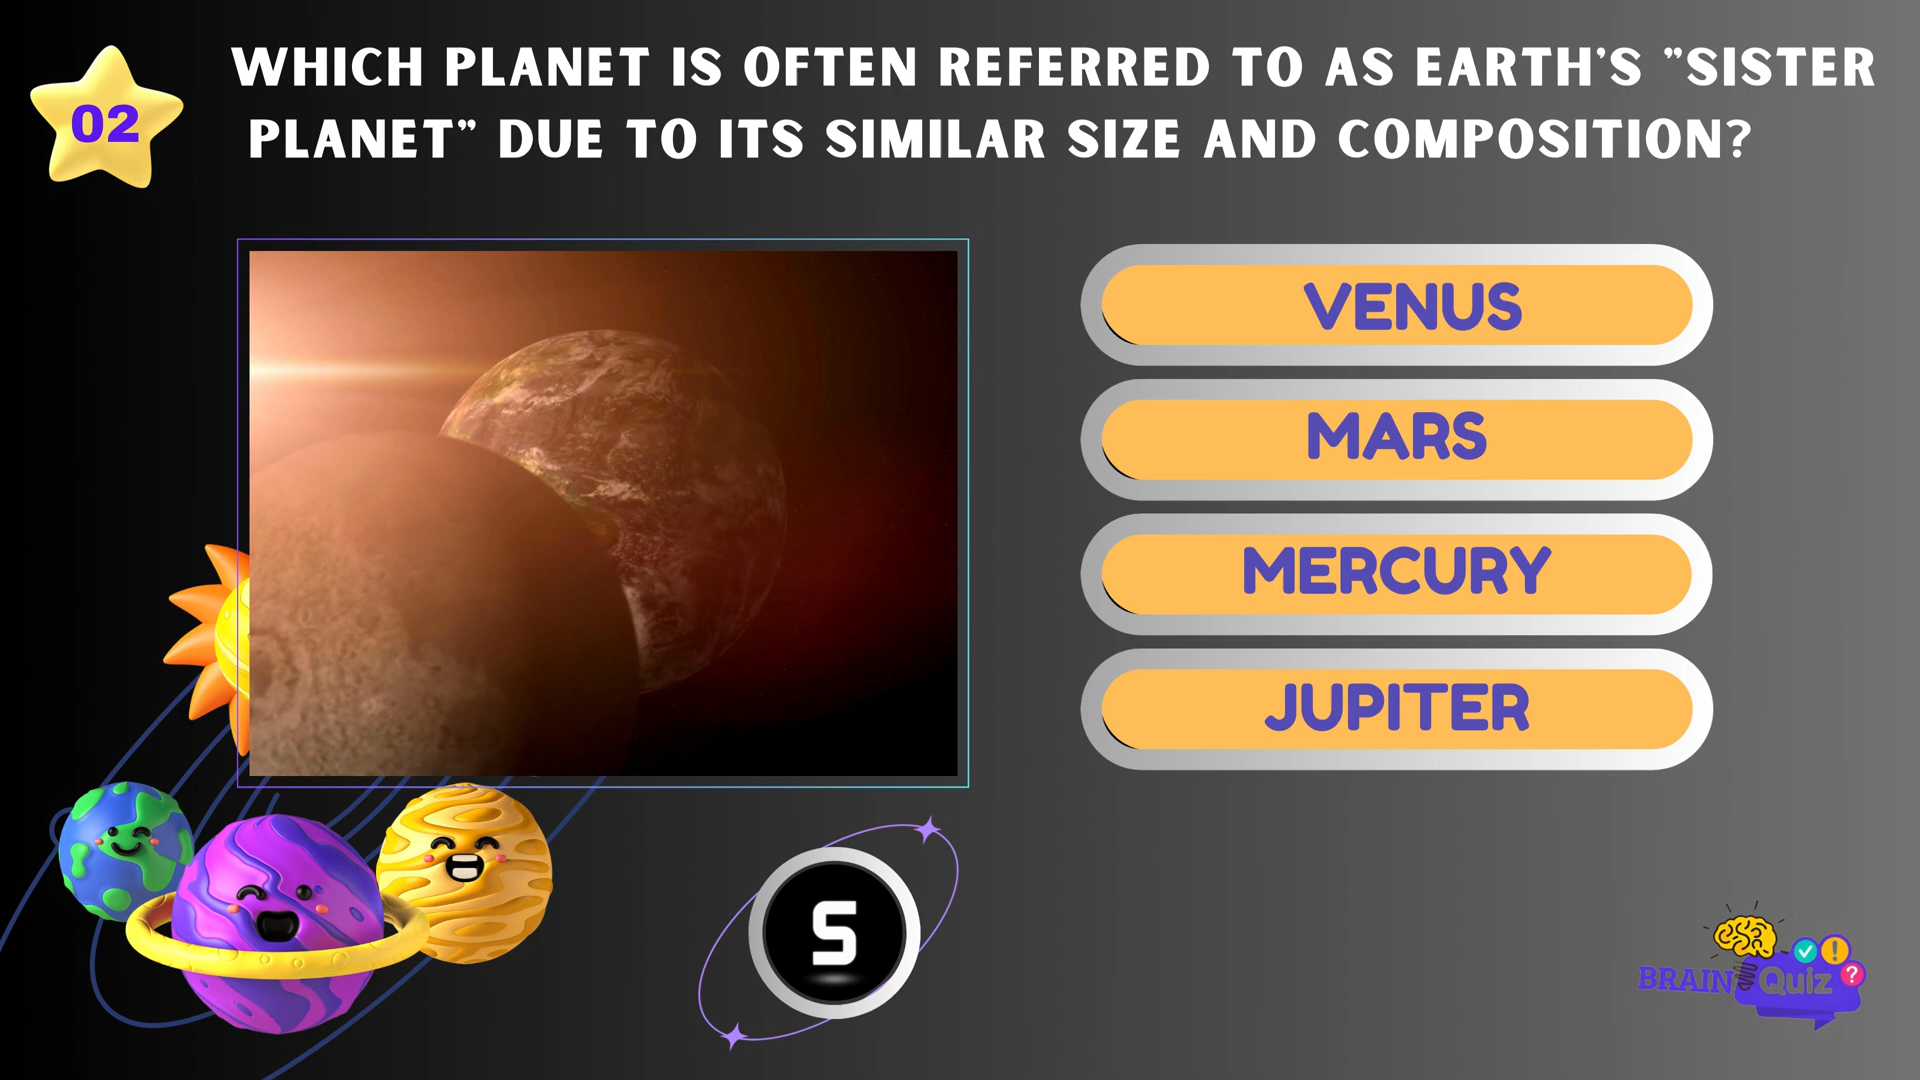 02
WHICH PLANET IS OFTEN REFERRED TO AS EARTH'S "SISTER
PLANET" DUE TO ITS SIMILAR SIZE AND COMPOSITION?
VENUS
MARS
MERCURY
JUPITER
5
BRAIN Quiz